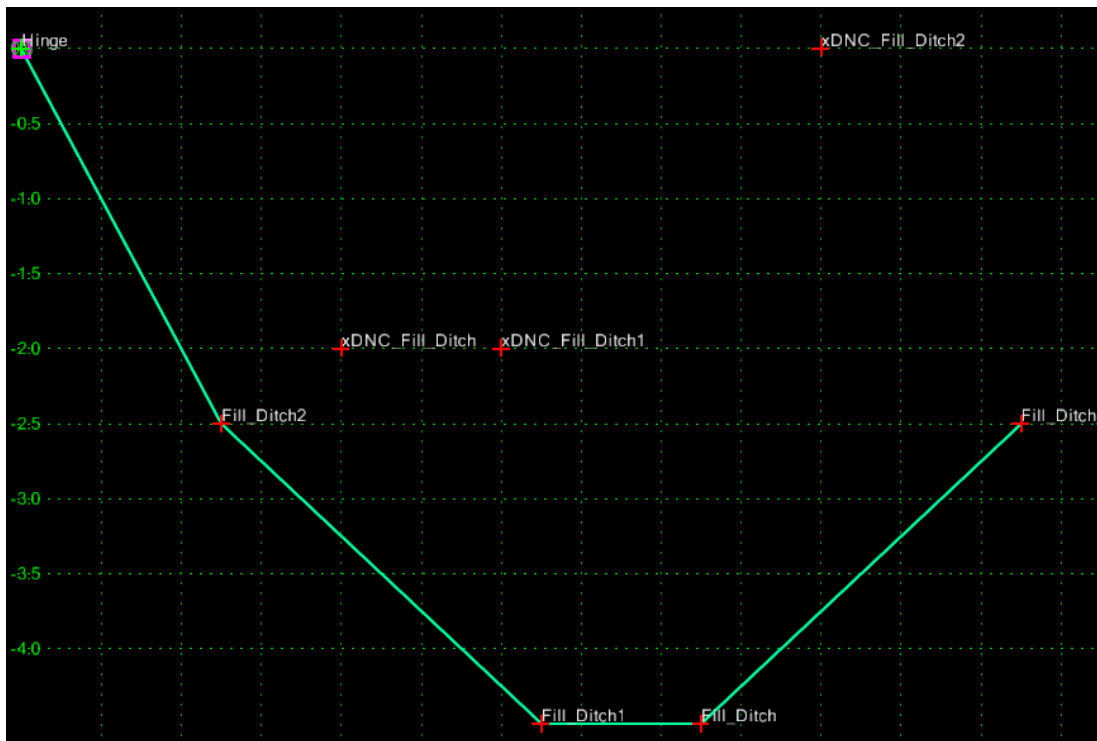 Hinge
xDNC_Fill_Ditch2
-0.5
-1.0
-1.5
-2.0
xDNC_Fill_Ditch
xDNC_Fill_Ditch1
-2.5
Fill_Ditch2
Fill_Ditch
-3.0
-3.5
-4.0
Fill_Ditch1
Fill_Ditch